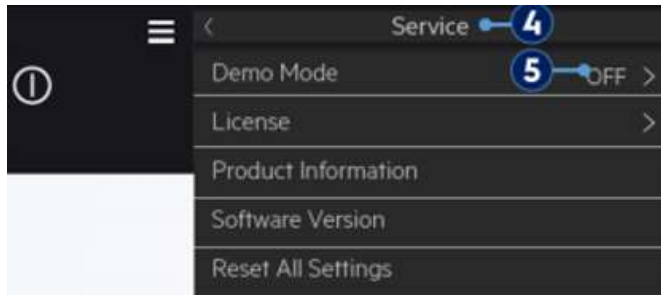 Service 4
Demo Mode 5 OFF
License
Product Information
Software Version
Reset All Settings